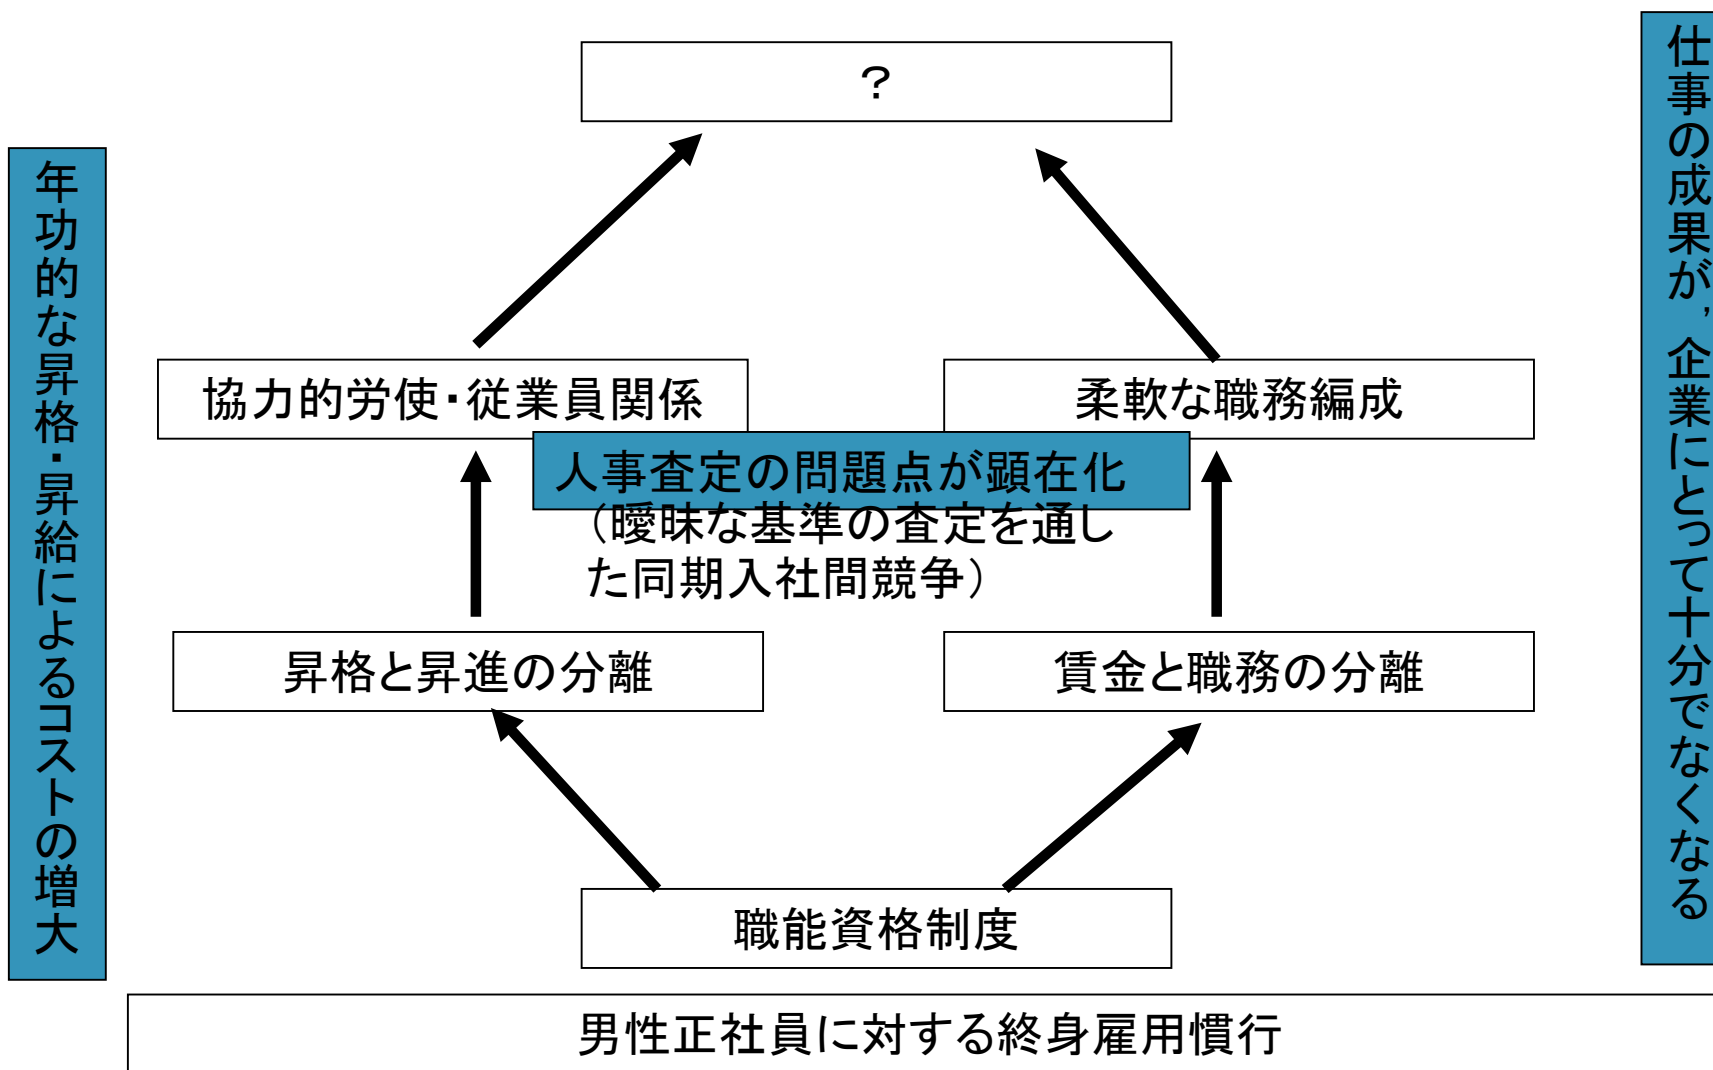 ？
年功的な昇格・昇給によるコストの増大
仕事の成果が，企業にとって十分でなくなる
協力的労使・従業員関係
柔軟な職務編成
人事査定の問題点が顕在化
（曖昧な基準の査定を通し
た同期入社間競争）
昇格と昇進の分離
賃金と職務の分離
職能資格制度
男性正社員に対する終身雇用慣行